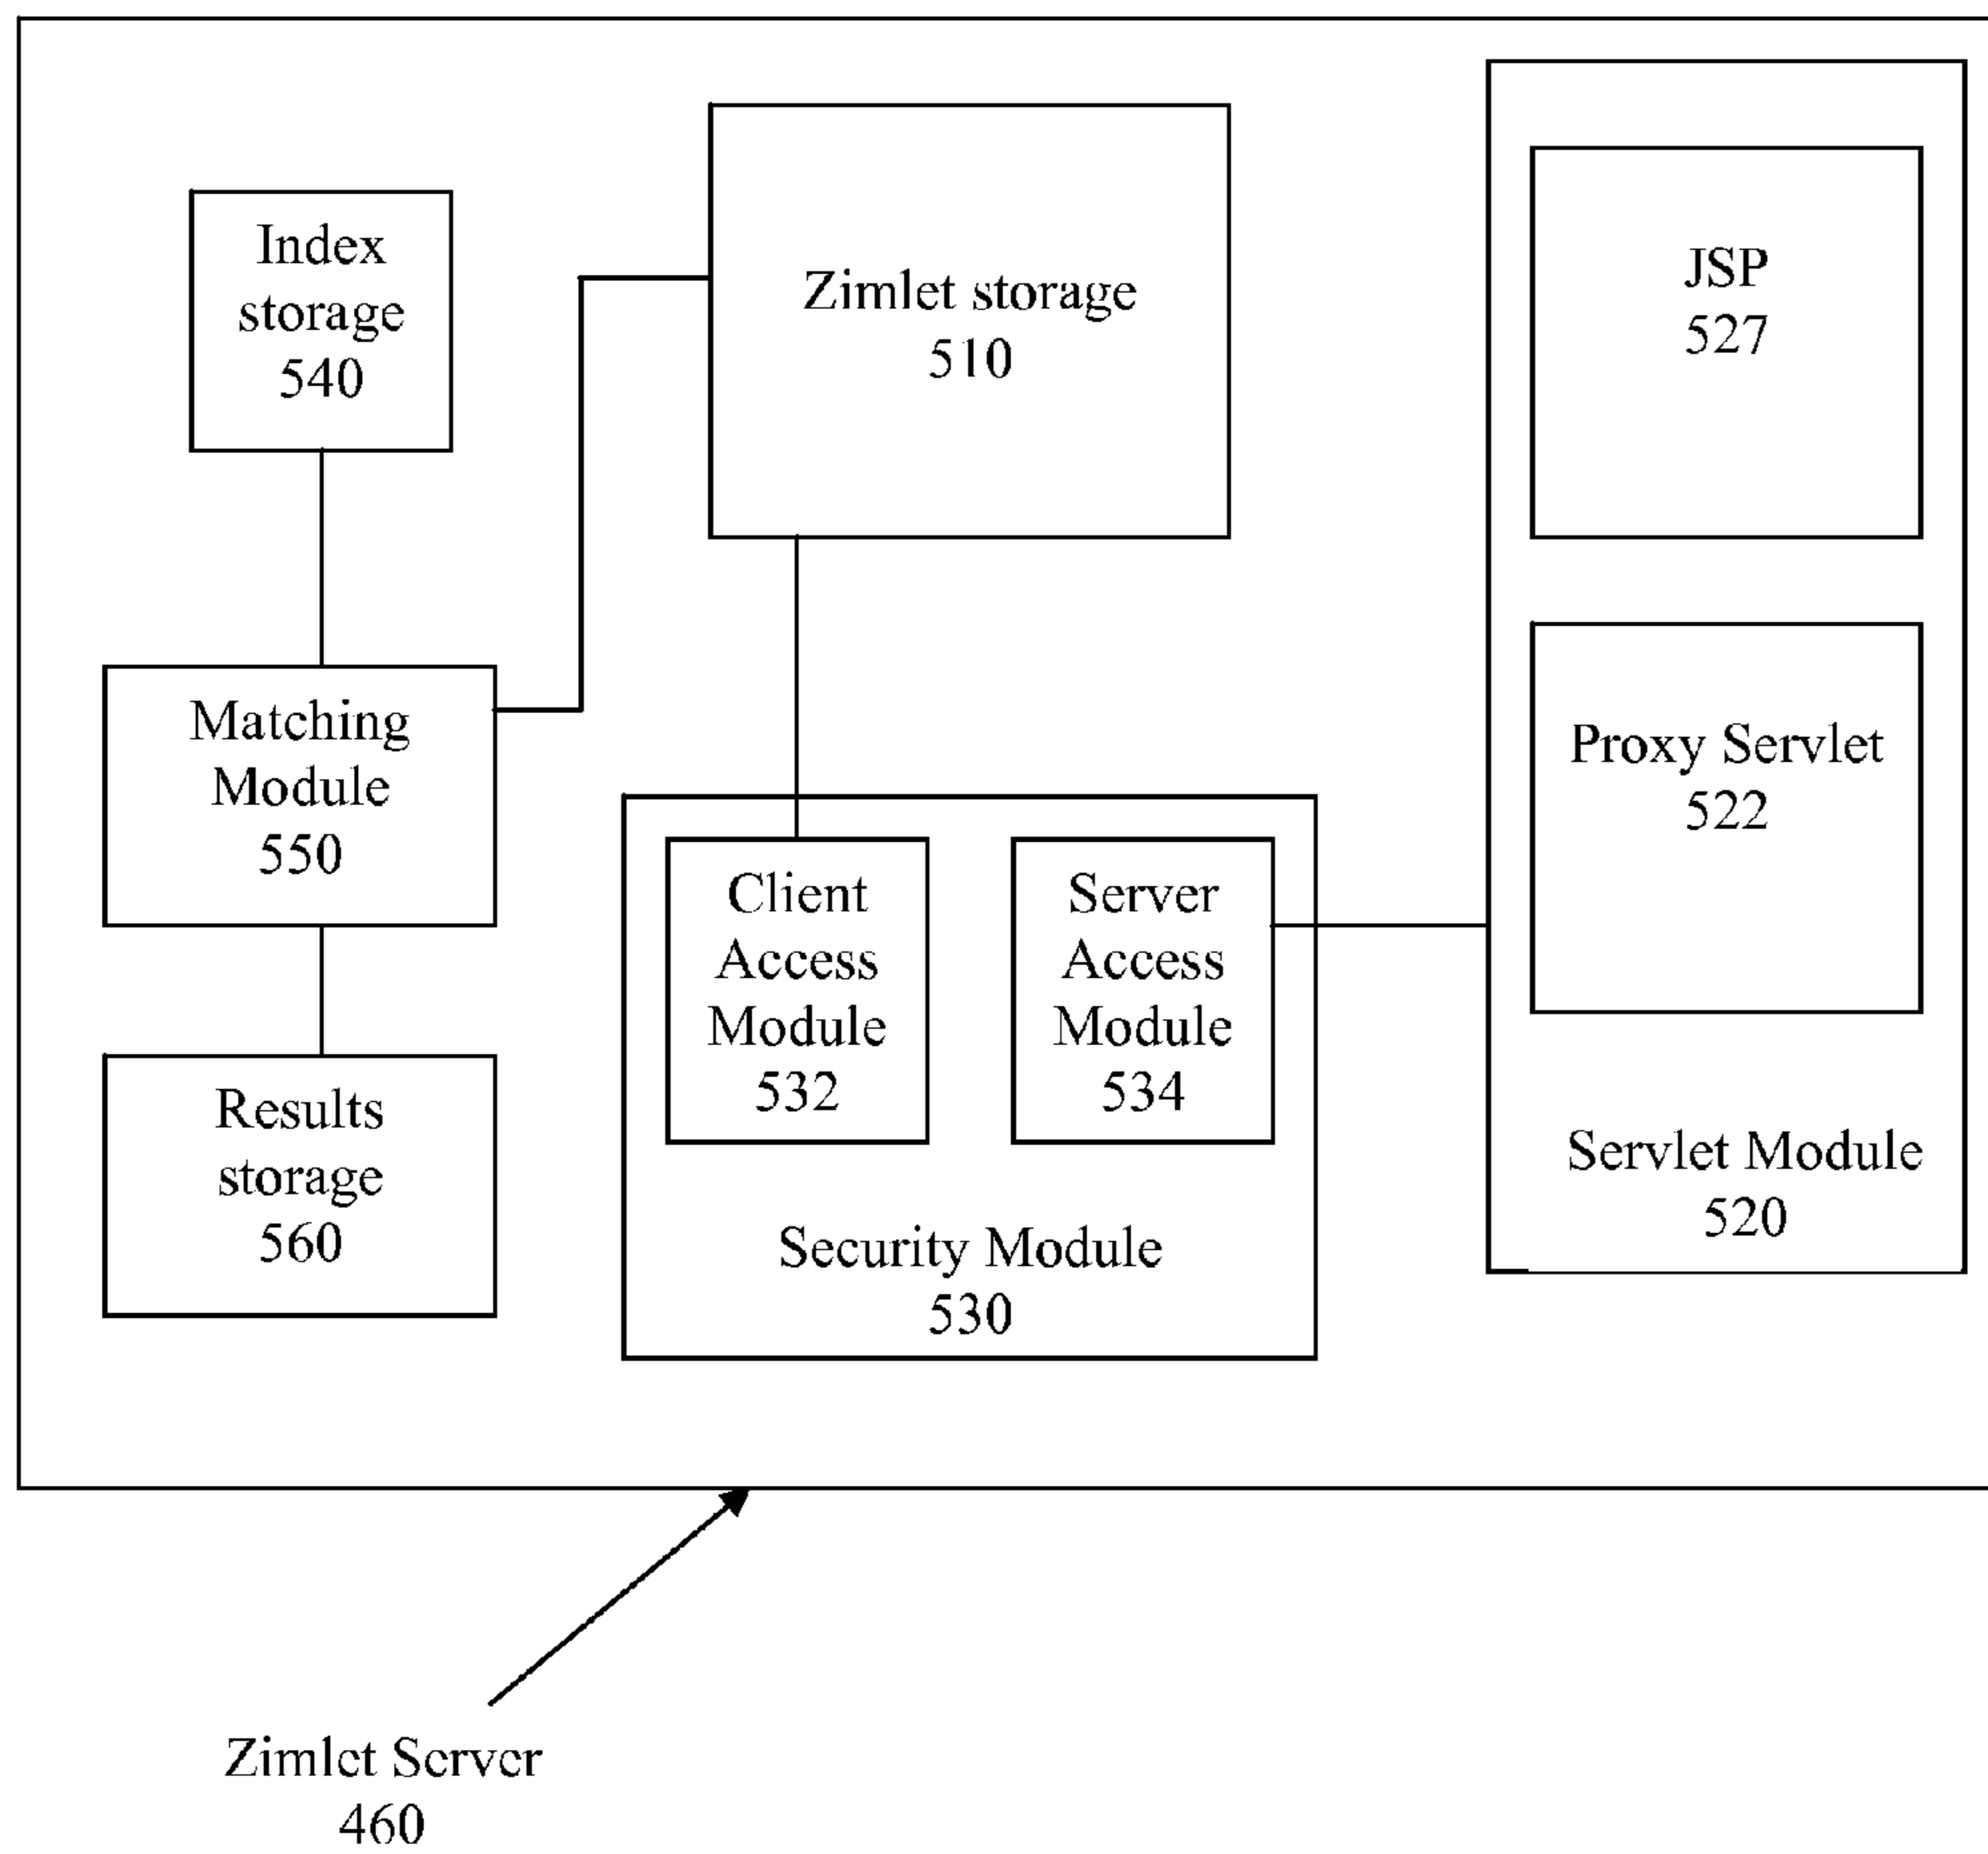 Index
storage
540
Zimlet storage
510
JSP
527
Matching
Module
550
Proxy Servlet
522
Client
Access
Module
532
Server
Access
Module
534
Results
storage
560
Security Module
530
Servlet Module
520
Zimlet Server
460